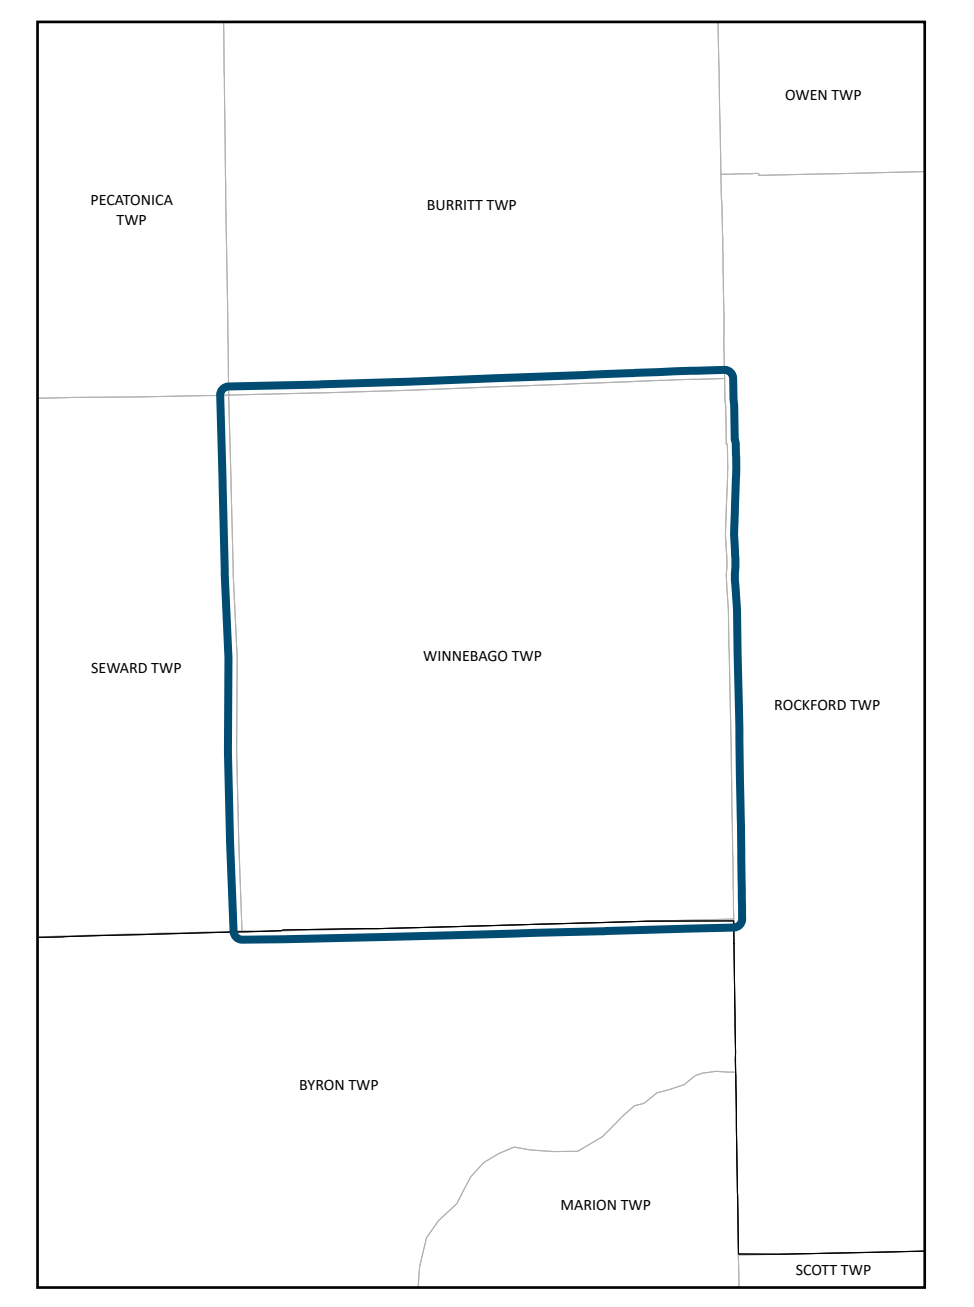 OWEN TWP
PECATONICA
TWP
BURRITT TWP
WINNEBAGO TWP
SEWARD TWP
ROCKFORD TWP
BYRON TWP
MARION TWP
SCOTT TWP